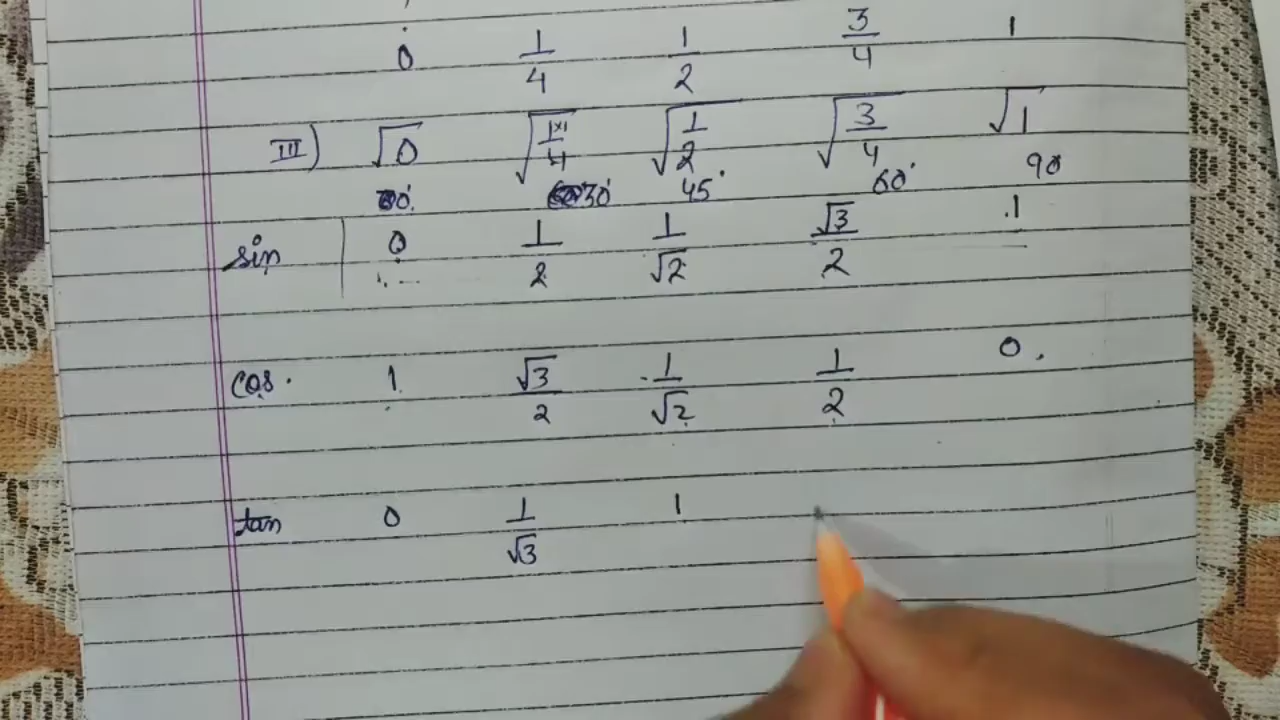 0 1/4 1/2 3/4 1
III) √0 √(1×1/4) √(1/2) √(3/4) √1
0° 30° 45° 60° 90
sin 0 1/2 1/√2 √3/2 1
cos. 1 √3/2 1/√2 1/2 0.
tan 0 1/√3 1